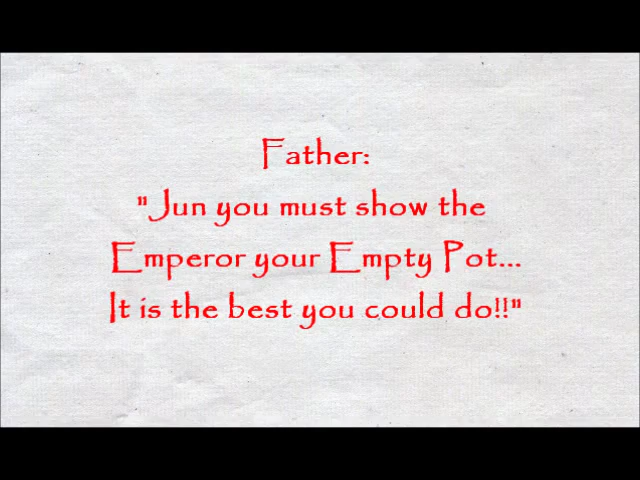 Father:
"Jun you must show the
Emperor your Empty Pot...
It is the best you could do!!"